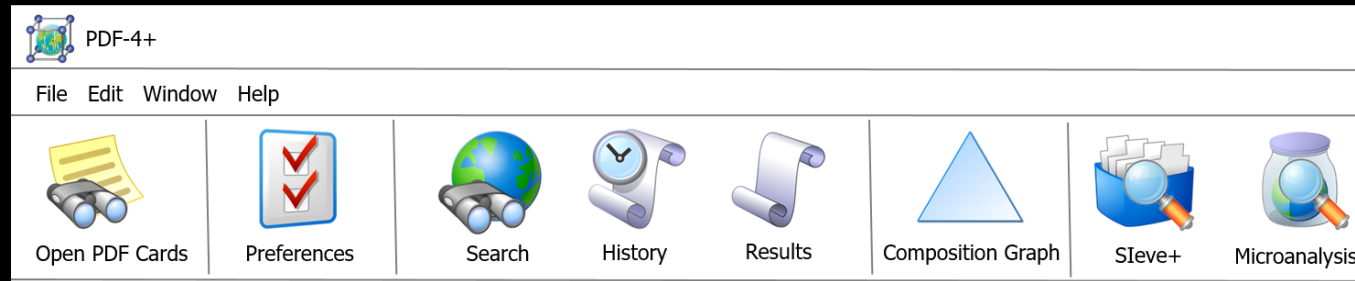 PDF-4+
File Edit Window Help
Open PDF Cards Preferences Search History Results Composition Graph SIeve+ Microanalysis